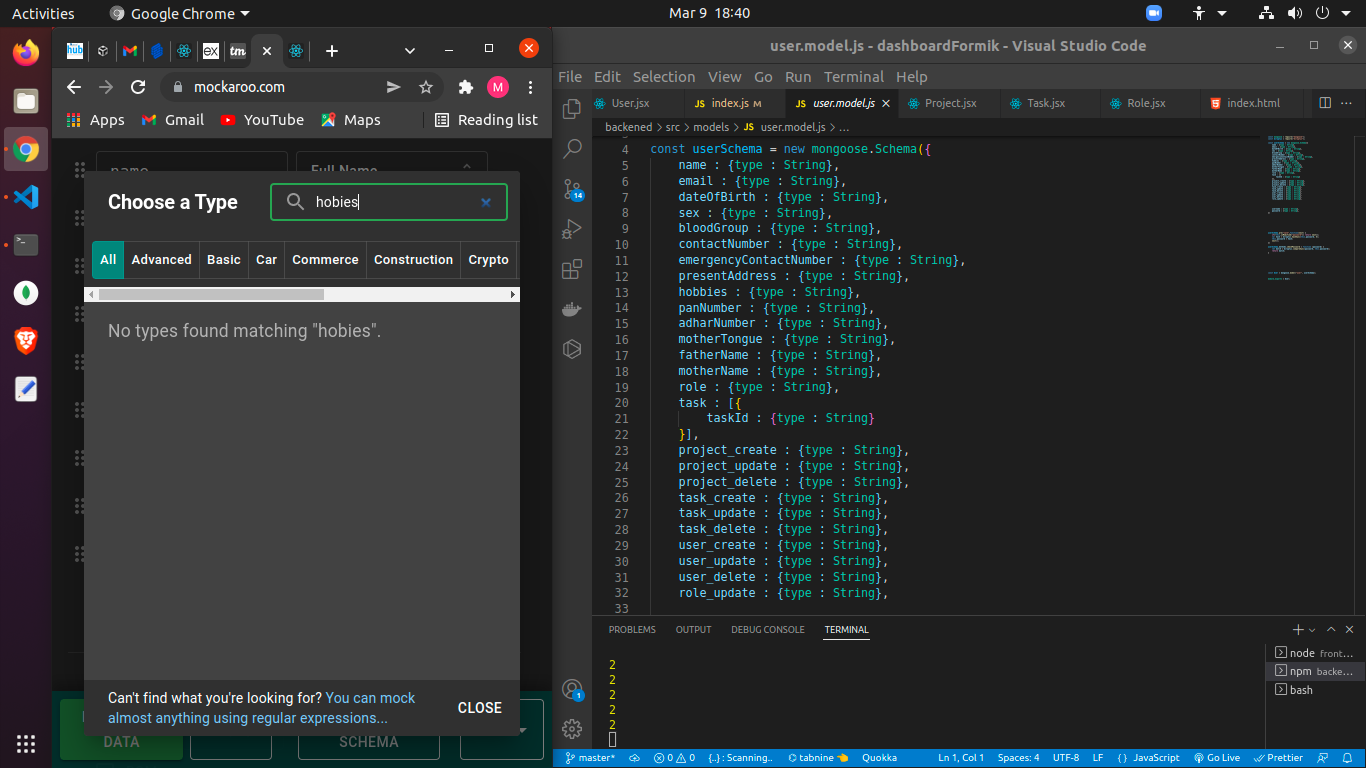 Activities
Google Chrome
Mar 9 18:40
user.model.js - dashboardFormik - Visual Studio Code
hub
ex
tm
mockaroo.com
M
Apps
Gmail
YouTube
Maps
Reading list
name
Full Name
Choose a Type
hobies
All
Advanced
Basic
Car
Commerce
Construction
Crypto
No types found matching "hobies".
Can't find what you're looking for? You can mock
almost anything using regular expressions...
CLOSE
DATA
SCHEMA
File Edit Selection View Go Run Terminal Help
User.jsx
JS index.js M
JS user.model.js
Project.jsx
Task.jsx
Role.jsx
index.html
backened > src > models > JS user.model.js > ...
4 const userSchema = new mongoose.Schema({
5 name : {type : String},
6 email : {type : String},
7 dateOfBirth : {type : String},
8 sex : {type : String},
9 bloodGroup : {type : String},
10 contactNumber : {type : String},
11 emergencyContactNumber : {type : String},
12 presentAddress : {type : String},
13 hobbies : {type : String},
14 panNumber : {type : String},
15 adharNumber : {type : String},
16 motherTongue : {type : String},
17 fatherName : {type : String},
18 motherName : {type : String},
19 role : {type : String},
20 task : [{
21 taskId : {type : String}
22 }],
23 project_create : {type : String},
24 project_update : {type : String},
25 project_delete : {type : String},
26 task_create : {type : String},
27 task_update : {type : String},
28 task_delete : {type : String},
29 user_create : {type : String},
30 user_update : {type : String},
31 user_delete : {type : String},
32 role_update : {type : String},
33
14
1
PROBLEMS OUTPUT DEBUG CONSOLE TERMINAL
2
2
2
2
2
node front...
npm backe...
bash
master*
0 0
{..} : Scanning..
tabnine
Quokka
Ln 1, Col 1
Spaces: 4
UTF-8
LF
{ } JavaScript
Go Live
Prettier